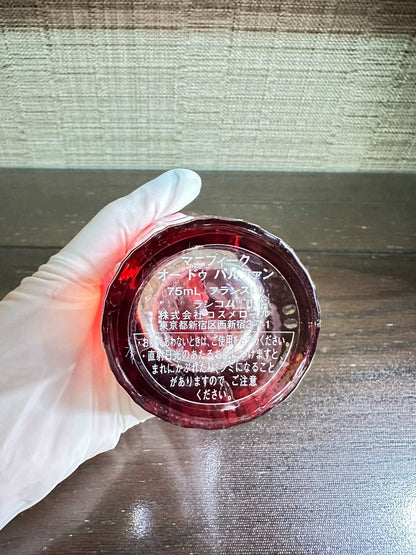 マニフィーク
オー ドゥ パルファン
75mL フランス
ランコム
株式会社 コスメロール
東京都新宿区西新宿3-7-1
・お肌にあわないときは、ご使用をおやめください。
・直射日光のあたるお肌につけますと、
まれにかぶれたり、シミになること
がありますので、ご注意
ください。